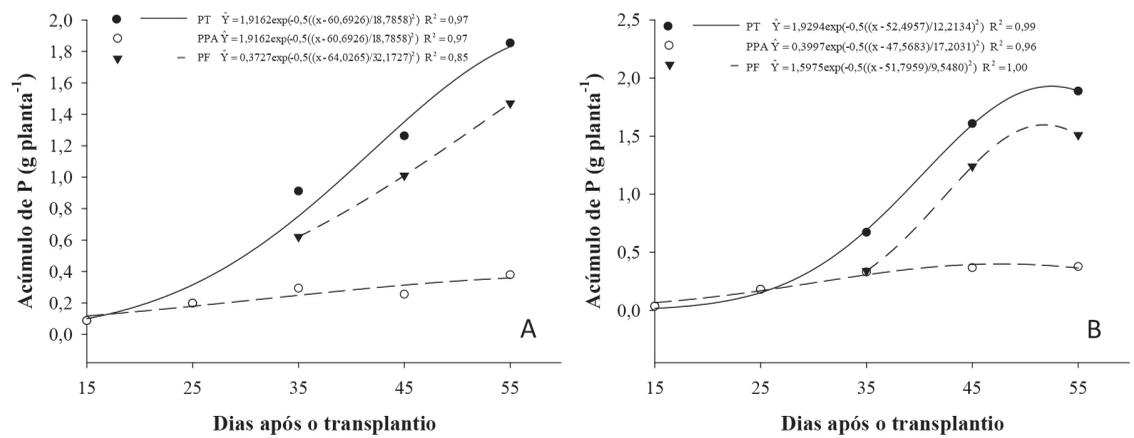 PT Ŷ=1,9162exp(-0,5((x-60,6926)/18,7858)²) R²=0,97
PPA Ŷ=1,9162exp(-0,5((x-60,6926)/18,7858)²) R²=0,97
PF Ŷ=0,3727exp(-0,5((x-64,0265)/32,1727)²) R²=0,85
Acúmulo de P (g planta⁻¹)
2,0
1,8
1,6
1,4
1,2
1,0
0,8
0,6
0,4
0,2
0,0
A
15 25 35 45 55
Dias após o transplantio
PT Ŷ=1,9294exp(-0,5((x-52,4957)/12,2134)²) R²=0,99
PPA Ŷ=0,3997exp(-0,5((x-47,5683)/17,2031)²) R²=0,96
PF Ŷ=1,5975exp(-0,5((x-51,7959)/9,5480)²) R²=1,00
Acúmulo de P (g planta⁻¹)
2,5
2,0
1,5
1,0
0,5
0,0
B
15 25 35 45 55
Dias após o transplantio